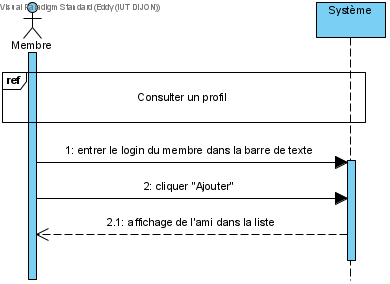 Visual Paradigm Standard (Eddy (IUT DIJON))
Système
Membre
ref
Consulter un profil
1: entrer le login du membre dans la barre de texte
2: cliquer "Ajouter"
2.1: affichage de l'ami dans la liste